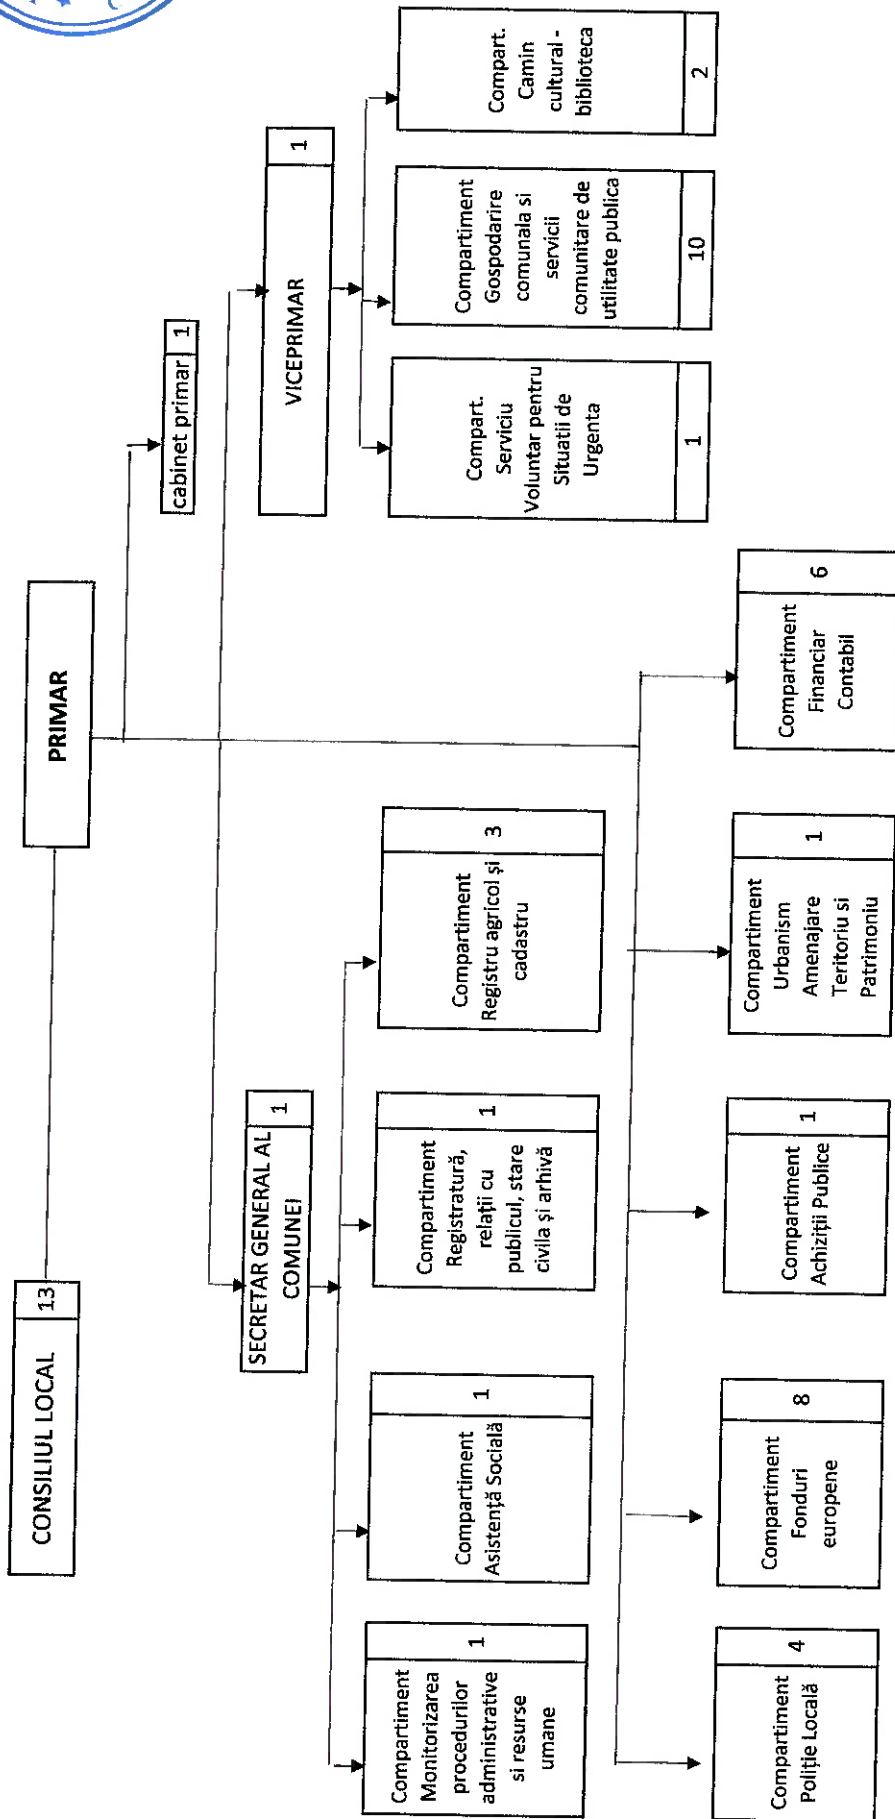 CONSILIUL LOCAL
13
PRIMAR
cabinet primar
1
SECRETAR GENERAL AL
COMUNEI
1
VICEPRIMAR
1
Compartiment
Monitorizarea
procedurilor
administrative
si resurse
umane
1
Compartiment
Asistență Socială
1
Compartiment
Registratură,
relații cu
publicul, stare
civila și arhivă
1
Compartiment
Registru agricol și
cadastru
3
Compart.
Serviciu
Voluntar pentru
Situatii de
Urgenta
1
Compartiment
Gospodarire
comunala si
servicii
comunitare de
utilitate publica
10
Compart.
Camin
cultural -
biblioteca
2
Compartiment
Poliție Locală
4
Compartiment
Fonduri
europene
8
Compartiment
Achiziții Publice
1
Compartiment
Urbanism
Amenajare
Teritoriu si
Patrimoniu
1
Compartiment
Financiar
Contabil
6